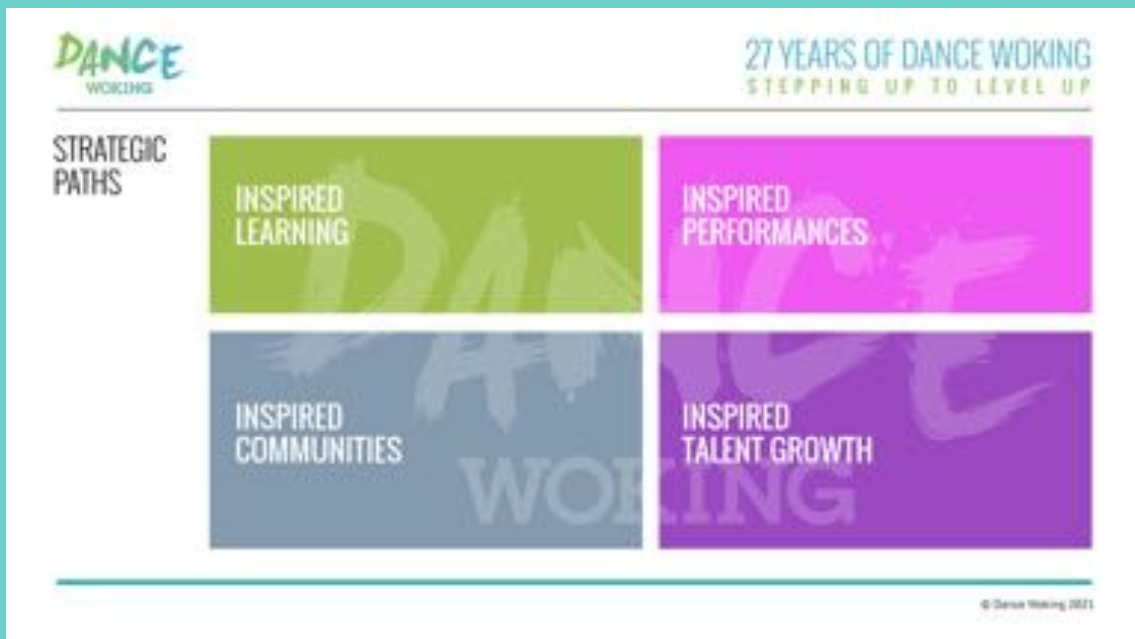 DANCE
WOKING
27 YEARS OF DANCE WOKING
STEPPING UP TO LEVEL UP
STRATEGIC
PATHS
INSPIRED
LEARNING
INSPIRED
PERFORMANCES
INSPIRED
COMMUNITIES
INSPIRED
TALENT GROWTH
DANCE
WOKING
© Dance Woking 2021